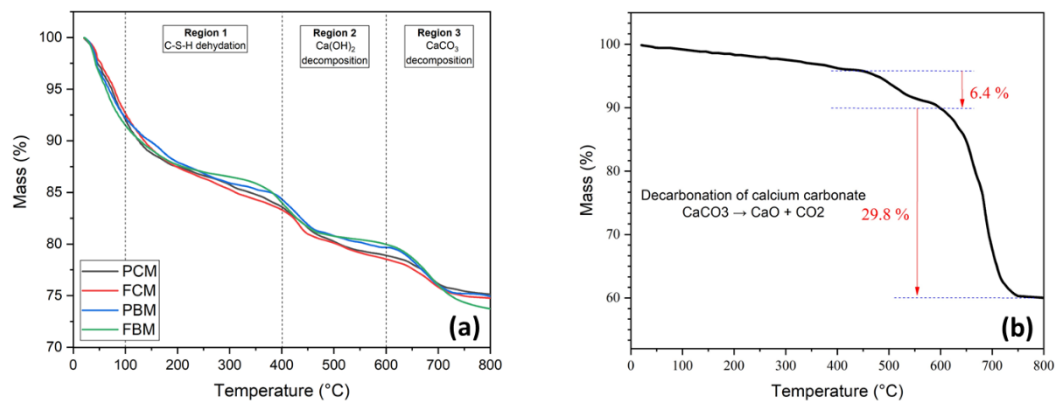 Region 1
C-S-H dehydation
Region 2
Ca(OH)2
decomposition
Region 3
CaCO3
decomposition
100
95
90
85
80
75
70
Mass (%)
PCM
FCM
PBM
FBM
(a)
0 100 200 300 400 500 600 700 800
Temperature (°C)
100
90
80
70
60
Mass (%)
6.4 %
Decarbonation of calcium carbonate
CaCO3 → CaO + CO2
29.8 %
(b)
0 100 200 300 400 500 600 700 800
Temperature (°C)